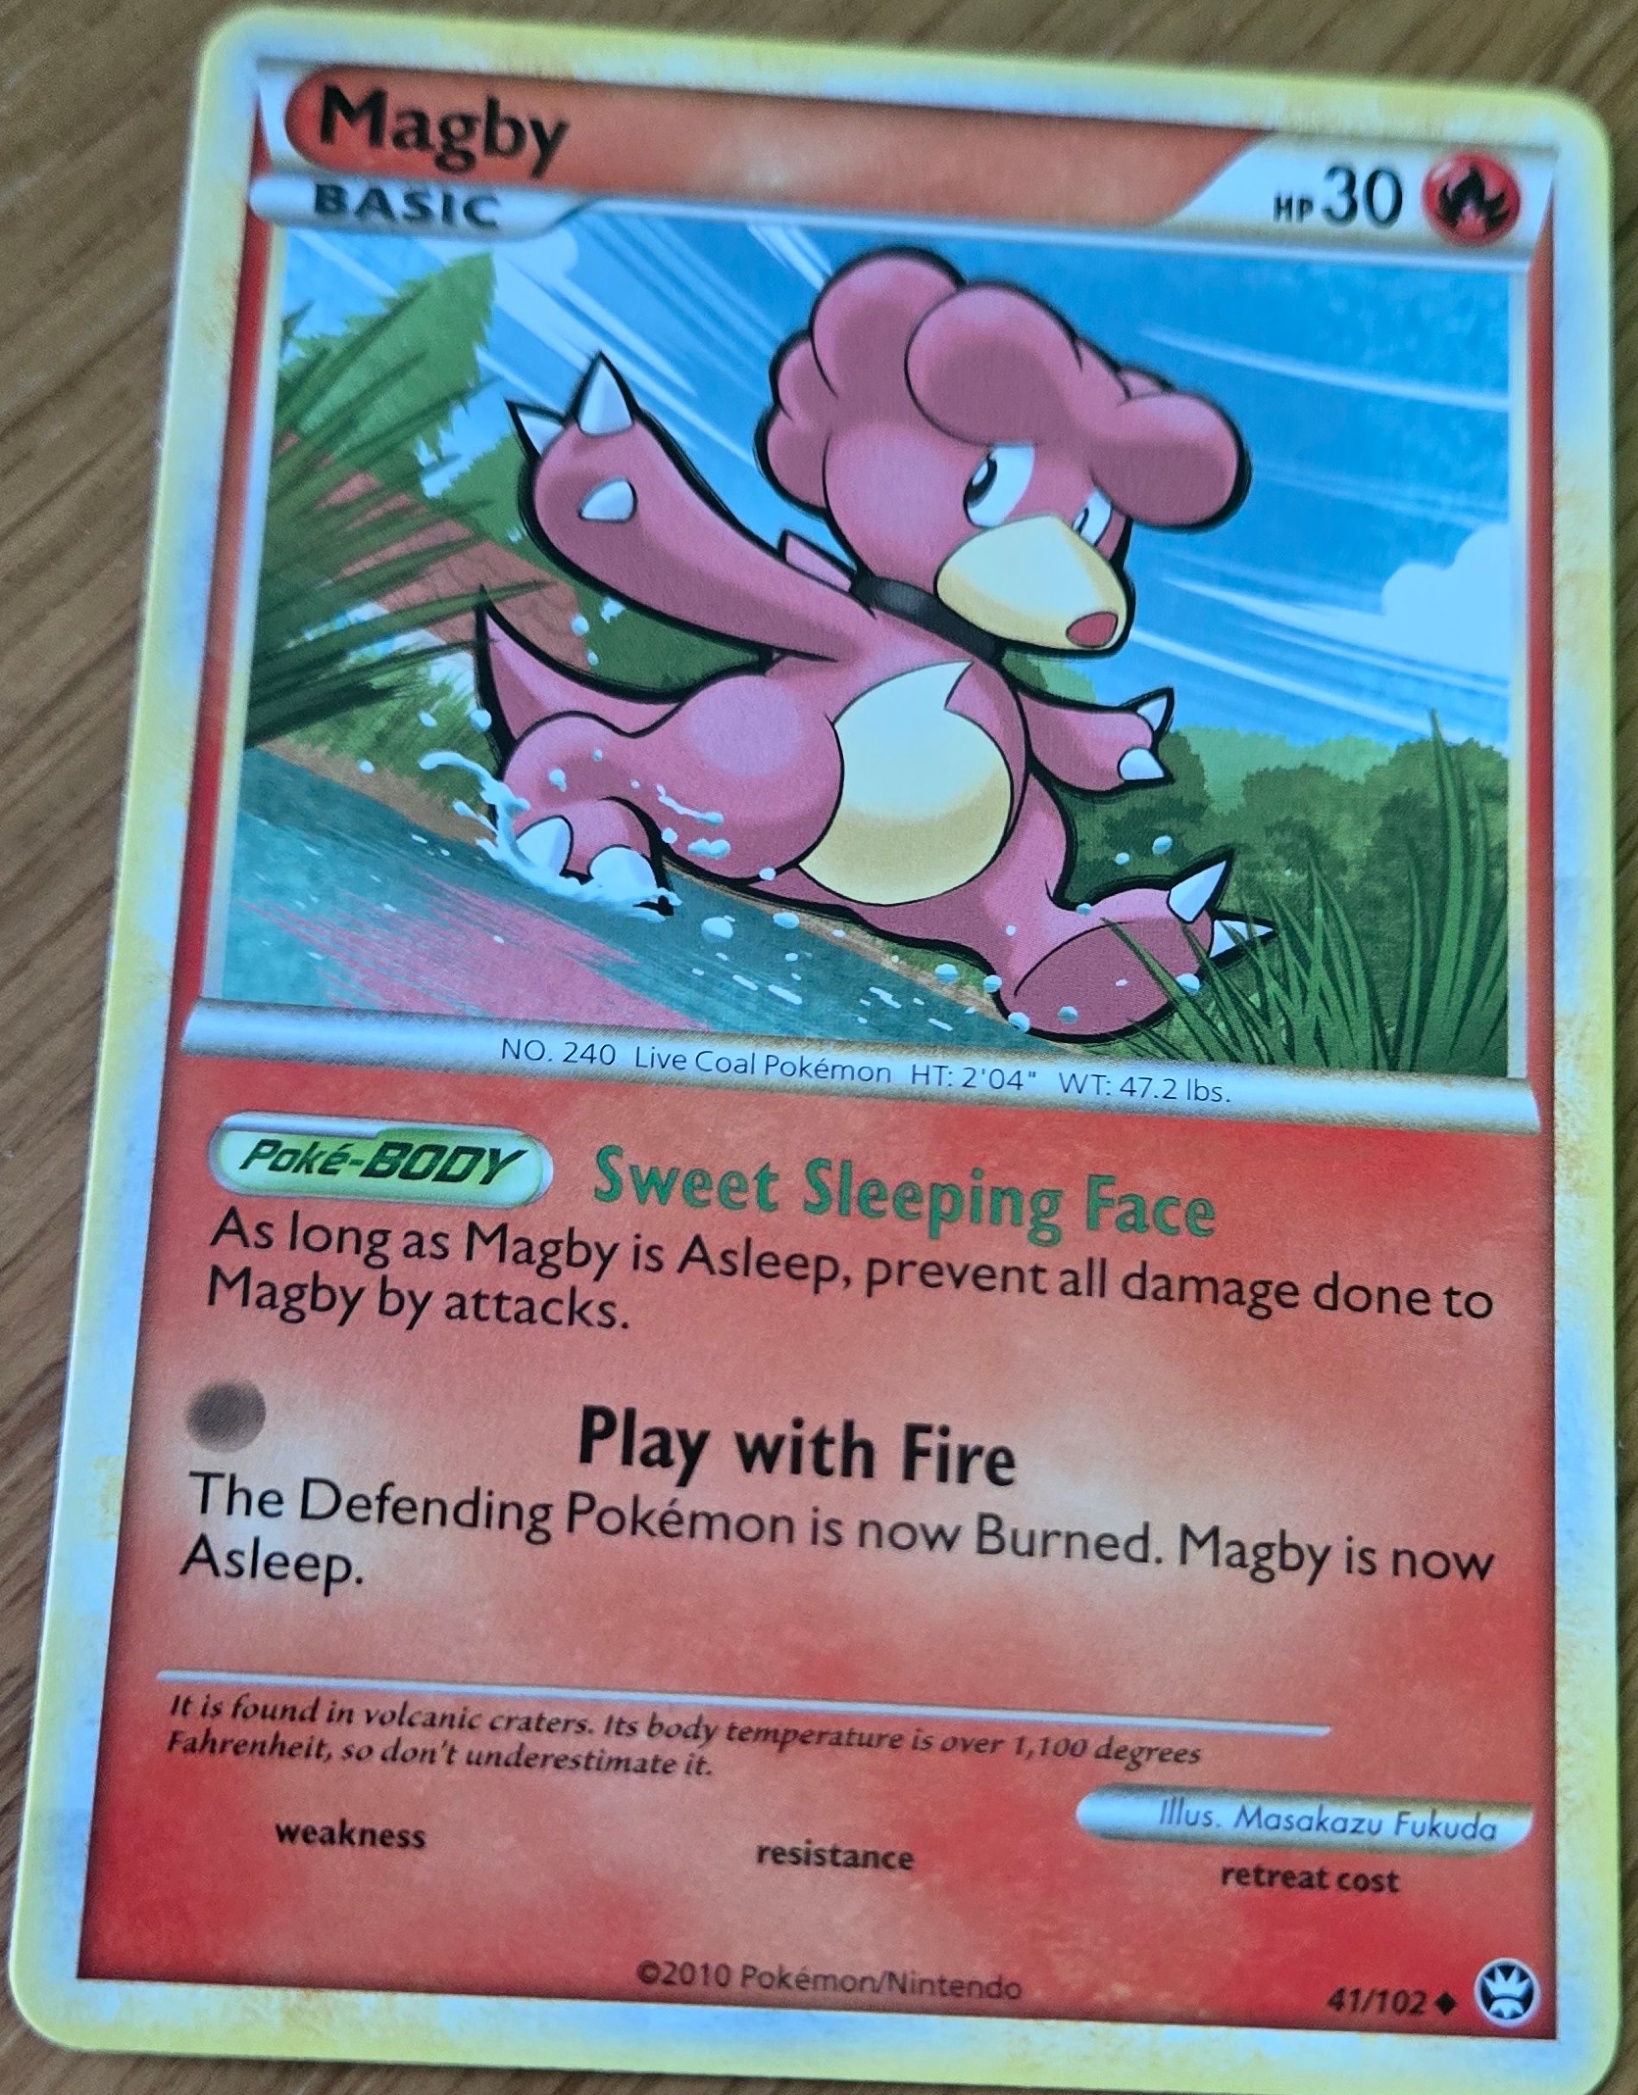 Magby
BASIC
HP 30
NO. 240 Live Coal Pokémon HT: 2'04" WT: 47.2 lbs.
Poké-BODY Sweet Sleeping Face
As long as Magby is Asleep, prevent all damage done to
Magby by attacks.
Play with Fire
The Defending Pokémon is now Burned. Magby is now
Asleep.
It is found in volcanic craters. Its body temperature is over 1,100 degrees
Fahrenheit, so don't underestimate it.
Illus. Masakazu Fukuda
weakness resistance retreat cost
©2010 Pokémon/Nintendo
41/102